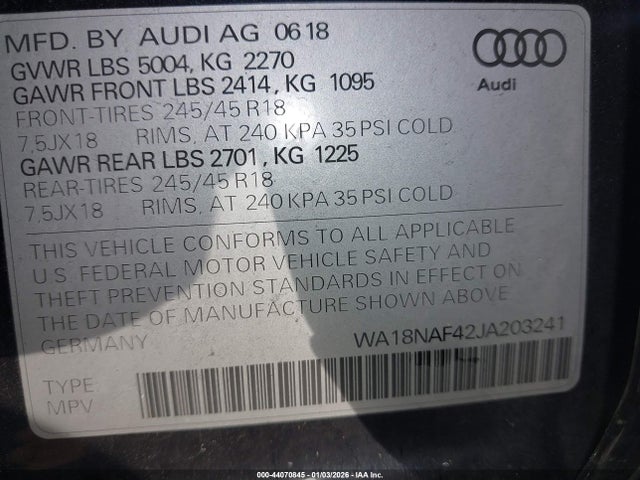 MFD. BY AUDI AG 06 18
GVWR LBS 5004, KG 2270
GAWR FRONT LBS 2414, KG 1095
FRONT-TIRES 245/45 R18
7,5JX18 RIMS, AT 240 KPA 35 PSI COLD
GAWR REAR LBS 2701, KG 1225
REAR-TIRES 245/45 R18
7,5JX18 RIMS, AT 240 KPA 35 PSI COLD
Audi
THIS VEHICLE CONFORMS TO ALL APPLICABLE
U.S. FEDERAL MOTOR VEHICLE SAFETY AND
THEFT PREVENTION STANDARDS IN EFFECT ON
THE DATE OF MANUFACTURE SHOWN ABOVE
GERMANY WA18NAF42JA203241
TYPE:
MPV
000-44070845 - 01/03/2026 - IAA Inc.